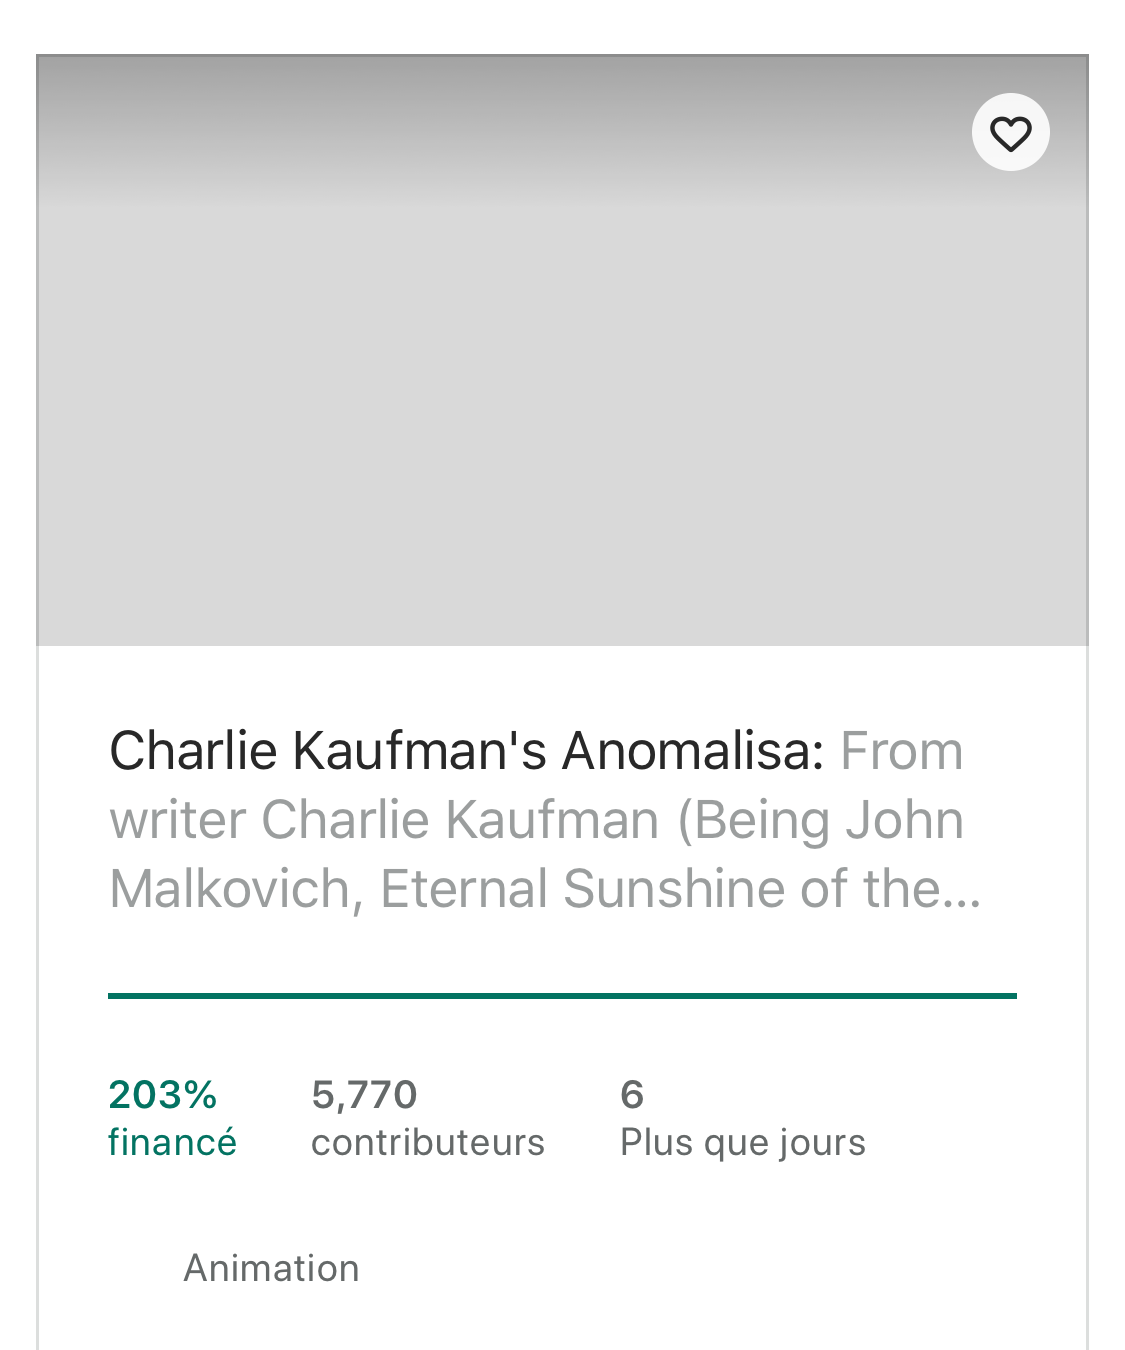 Charlie Kaufman's Anomalisa: From
writer Charlie Kaufman (Being John
Malkovich, Eternal Sunshine of the...
203%
financé
5,770
contributeurs
6
Plus que jours
Animation